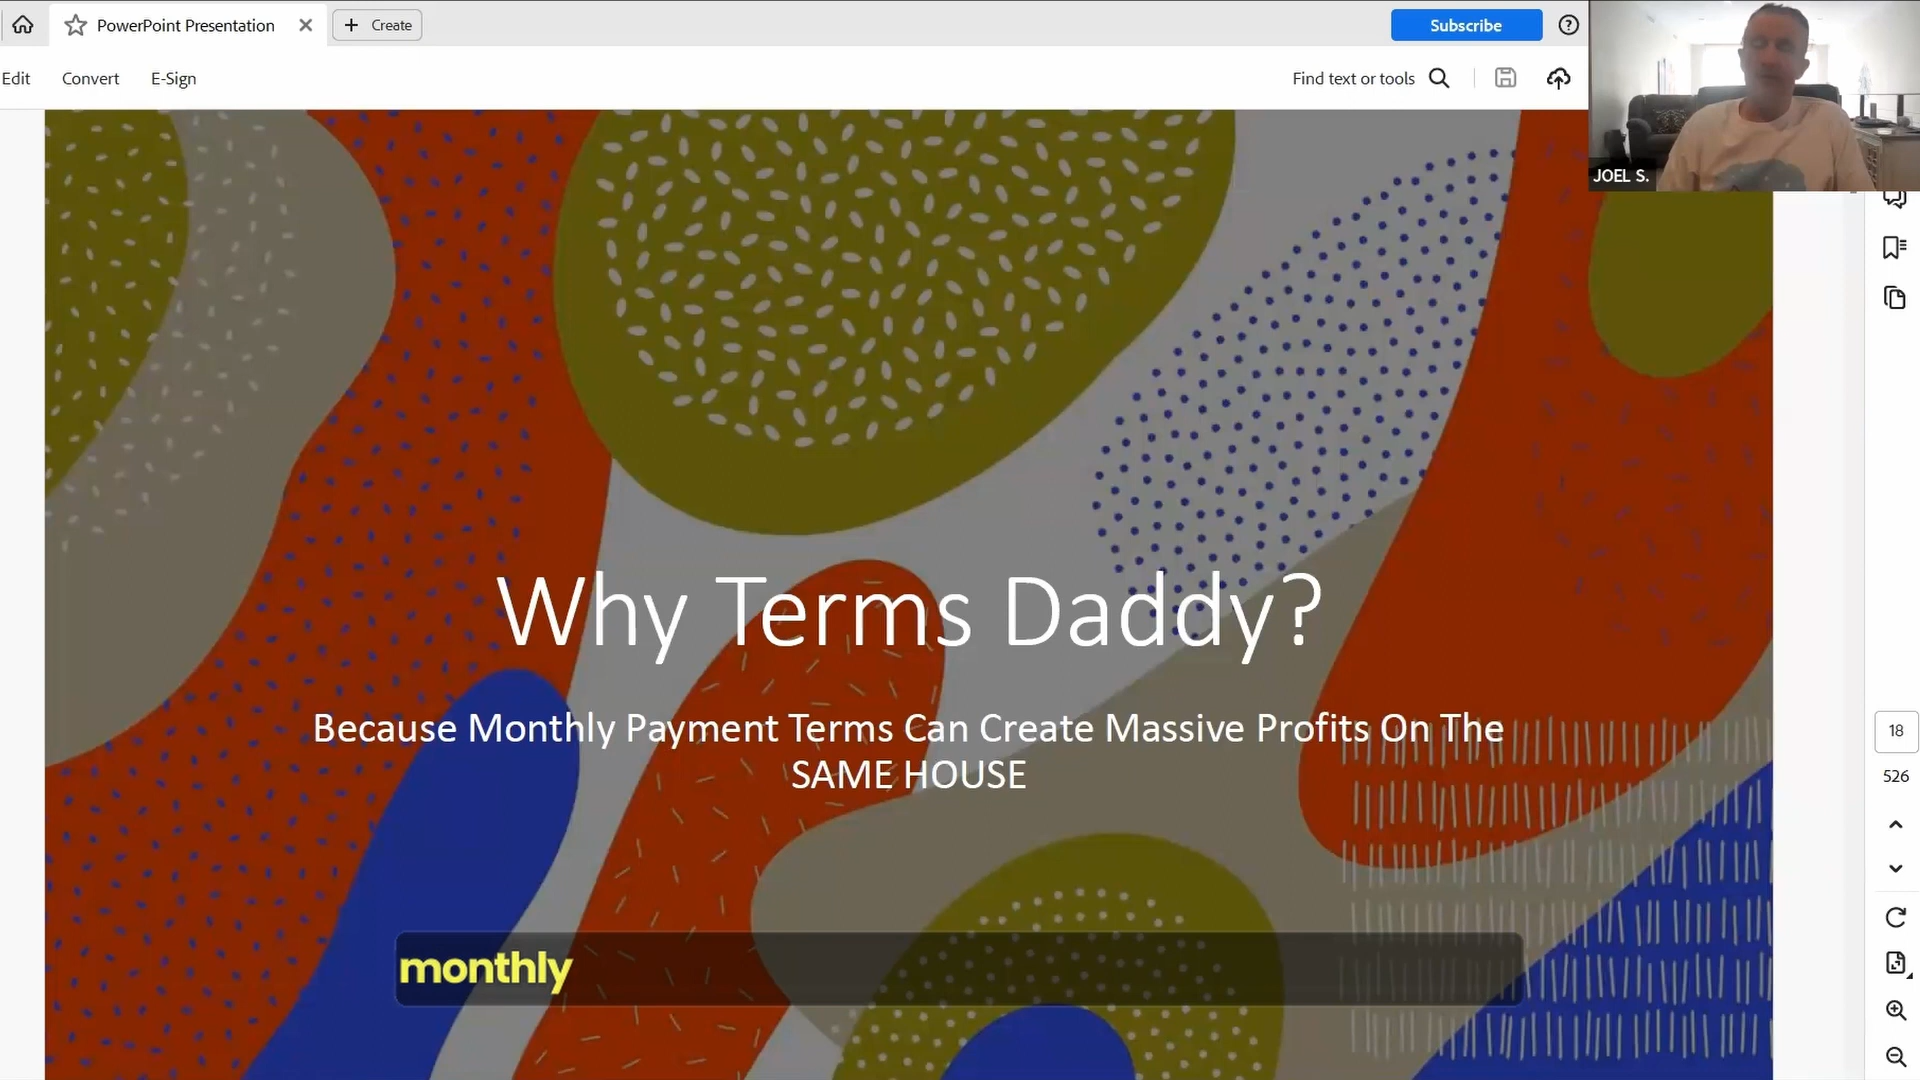 PowerPoint Presentation
Create
Subscribe
Edit
Convert
E-Sign
Find text or tools
JOEL S.
Why Terms Daddy?
Because Monthly Payment Terms Can Create Massive Profits On The
SAME HOUSE
monthly
18
526